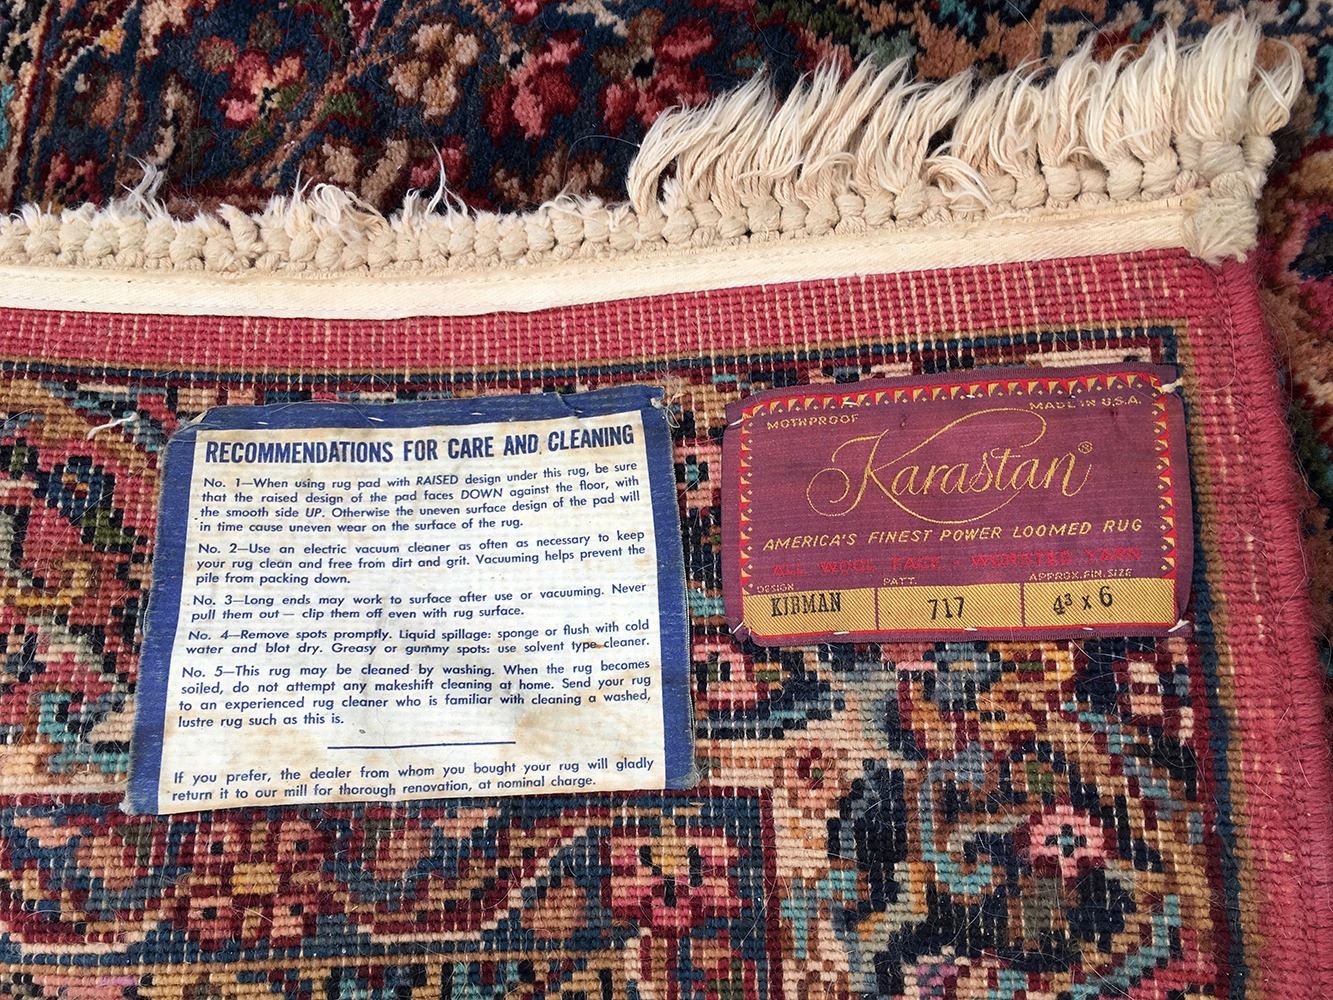 RECOMMENDATIONS FOR CARE AND CLEANING
No. 1—When using rug pad with RAISED design under this rug, be sure
that the raised design of the pad faces DOWN against the floor, with
the smooth side UP. Otherwise the uneven surface design of the pad will
in time cause uneven wear on the surface of the rug.
No. 2—Use an electric vacuum cleaner as often as necessary to keep
your rug clean and free from dirt and grit. Vacuuming helps prevent the
pile from packing down.
No. 3—Long ends may work to surface after use or vacuuming. Never
pull them out — clip them off even with rug surface.
No. 4—Remove spots promptly. Liquid spillage: sponge or flush with cold
water and blot dry. Greasy or gummy spots: use solvent type cleaner.
No. 5—This rug may be cleaned by washing. When the rug becomes
soiled, do not attempt any makeshift cleaning at home. Send your rug
to an experienced rug cleaner who is familiar with cleaning a washed,
lustre rug such as this is.
If you prefer, the dealer from whom you bought your rug will gladly
return it to our mill for thorough renovation, at nominal charge.
MOTHPROOF MADE IN U.S.A.
Karastan®
AMERICA'S FINEST POWER LOOMED RUG
ALL WOOL FACE - WORSTED YARN
DESIGN PATT. APPROX. FIN. SIZE
KIRMAN 717 4³ x 6